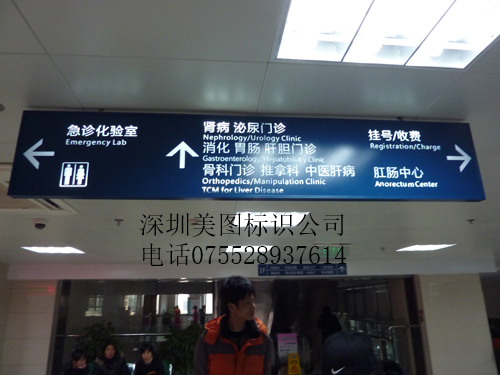 急诊化验室
Emergency Lab
肾病 泌尿门诊
Nephrology/Urology Clinic
消化 胃肠 肝胆门诊
Gastroenterology/Hepatobiliary Clinic
骨科门诊 推拿科 中医肝病
Orthopedics/Manipulation Clinic
TCM for Liver Disease
挂号/收费
Registration/Charge
肛肠中心
Anorectum Center
深圳美图标识公司
电话075528937614